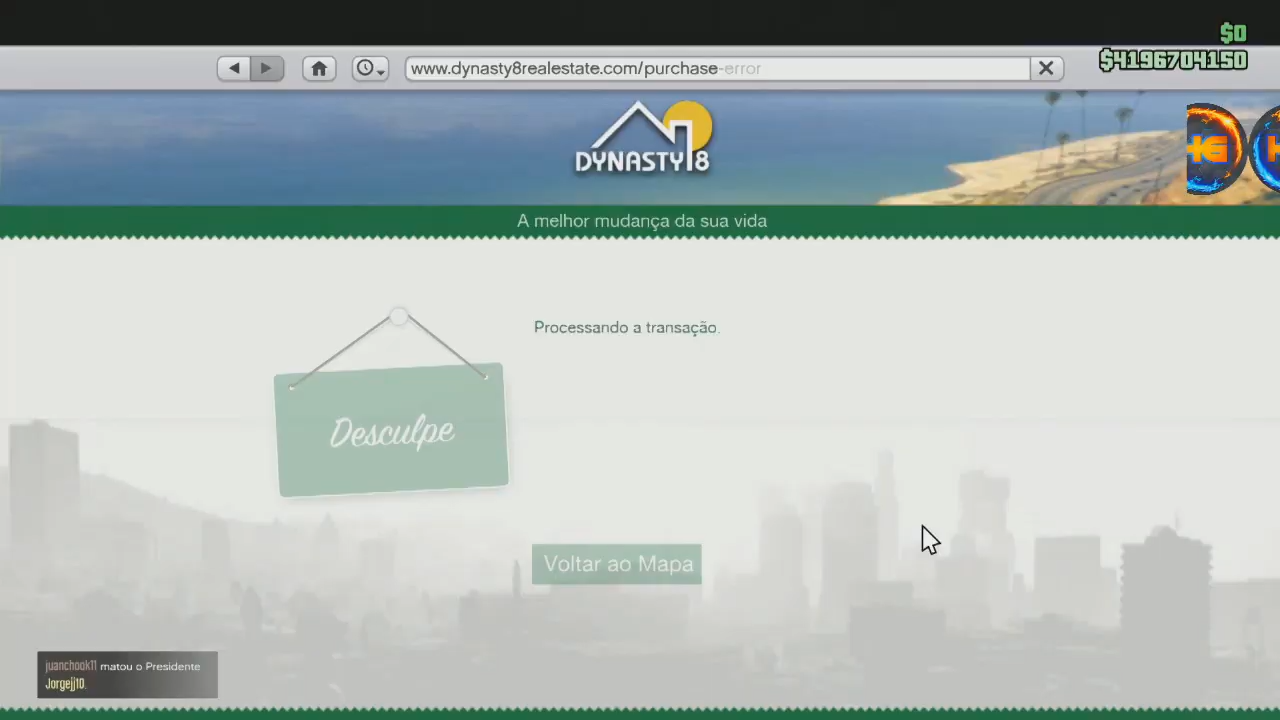 $0
$4196704150
www.dynasty8realestate.com/purchase-error
DYNASTY 8
HG
A melhor mudança da sua vida
Processando a transação.
Desculpe
Voltar ao Mapa
juanchook11 matou o Presidente
Jorgejj10.